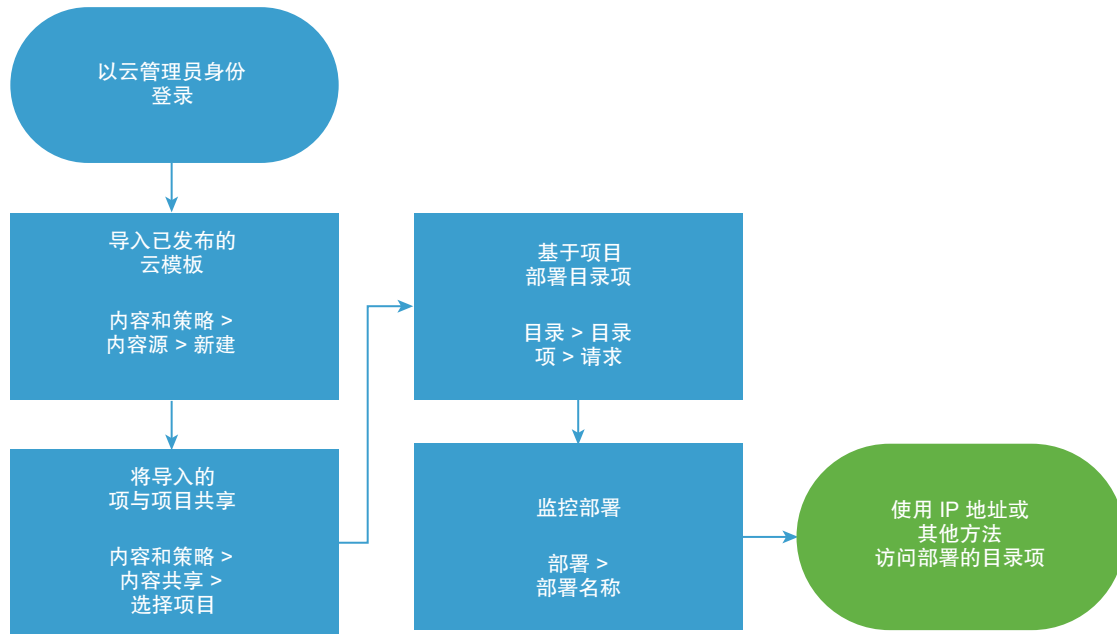 以云管理员身份
登录
导入已发布的
云模板
内容和策略 >
内容源 > 新建
将导入的
项与项目共享
内容和策略 >
内容共享 >
选择项目
基于项目
部署目录项
目录 > 目录
项 > 请求
监控部署
部署 >
部署名称
使用 IP 地址或
其他方法
访问部署的目录项